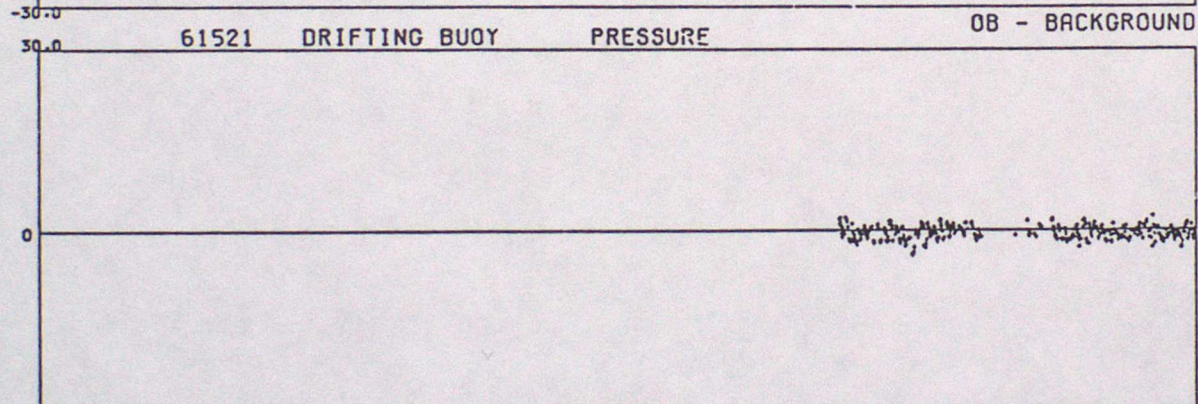 -30.0
OB - BACKGROUND
61521 DRIFTING BUOY PRESSURE
30.0
0